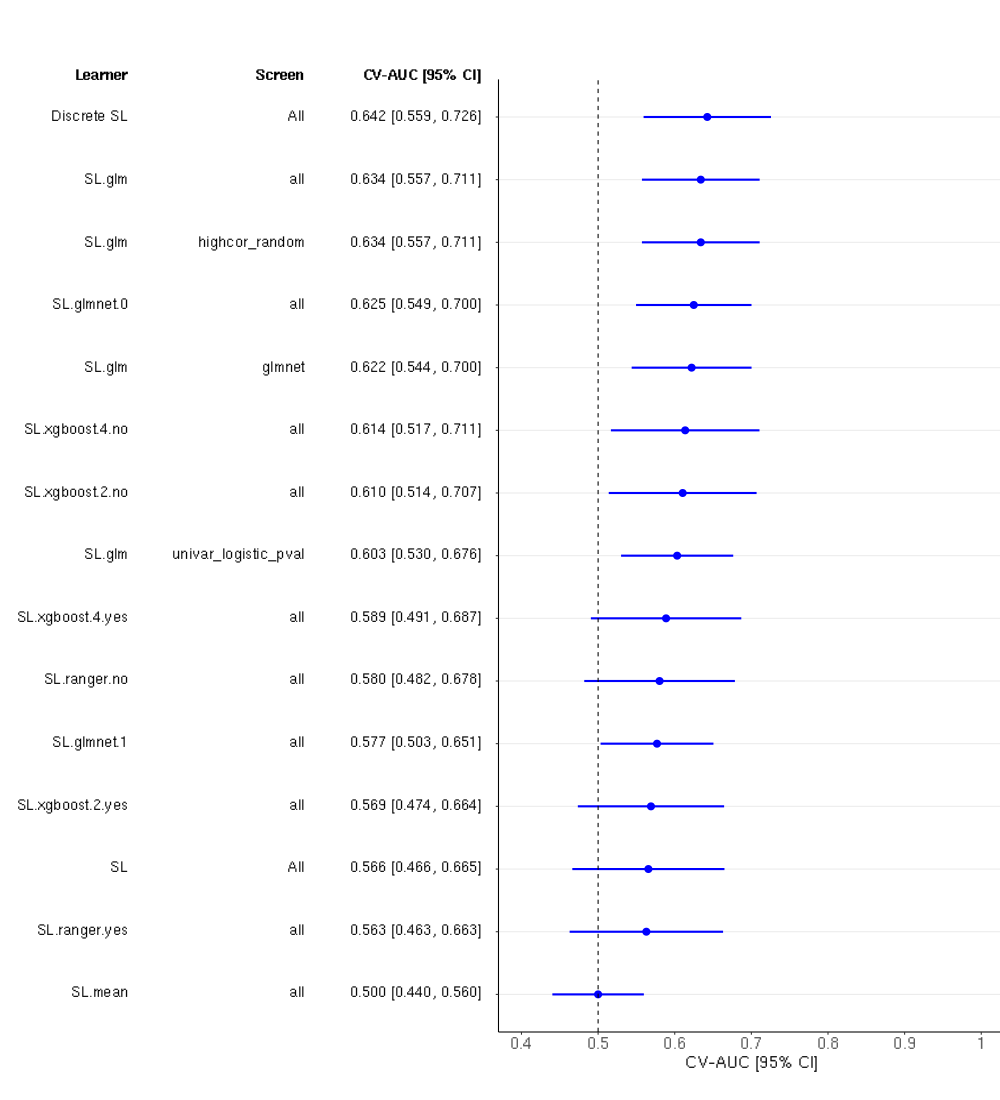 Learner Screen CV-AUC [95% CI]
Discrete SL All 0.642 [0.559, 0.726]
SL.glm all 0.634 [0.557, 0.711]
SL.glm highcor_random 0.634 [0.557, 0.711]
SL.glmnet.0 all 0.625 [0.549, 0.700]
SL.glm glmnet 0.622 [0.544, 0.700]
SL.xgboost.4.no all 0.614 [0.517, 0.711]
SL.xgboost.2.no all 0.610 [0.514, 0.707]
SL.glm univar_logistic_pval 0.603 [0.530, 0.676]
SL.xgboost.4.yes all 0.589 [0.491, 0.687]
SL.ranger.no all 0.580 [0.482, 0.678]
SL.glmnet.1 all 0.577 [0.503, 0.651]
SL.xgboost.2.yes all 0.569 [0.474, 0.664]
SL All 0.566 [0.466, 0.665]
SL.ranger.yes all 0.563 [0.463, 0.663]
SL.mean all 0.500 [0.440, 0.560]
0.4 0.5 0.6 0.7 0.8 0.9 1
CV-AUC [95% CI]